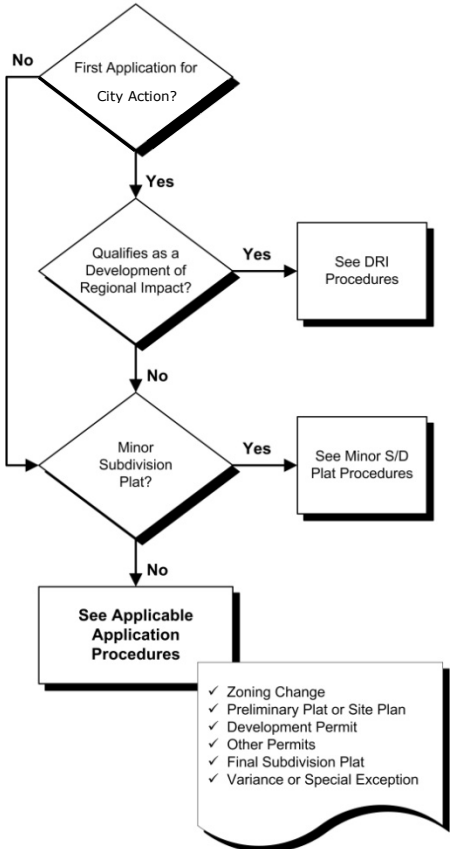 No
First Application for
City Action?
Yes
Qualifies as a
Development of
Regional Impact?
Yes
See DRI
Procedures
No
Minor
Subdivision
Plat?
Yes
See Minor S/D
Plat Procedures
No
See Applicable
Application
Procedures
✓ Zoning Change
✓ Preliminary Plat or Site Plan
✓ Development Permit
✓ Other Permits
✓ Final Subdivision Plat
✓ Variance or Special Exception